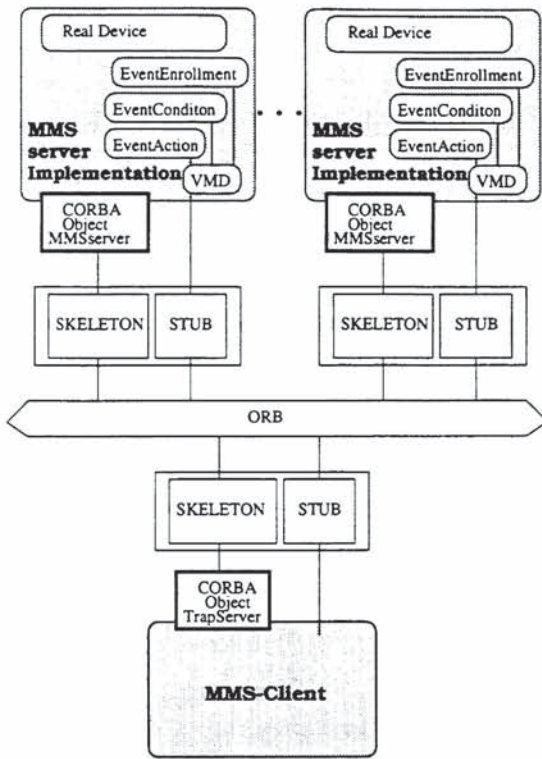 Real Device
EventEnrollment
EventConditon
EventAction
MMS
server
Implementation
VMD
CORBA
Object
MMSserver
SKELETON
STUB
. . .
Real Device
EventEnrollment
EventConditon
EventAction
MMS
server
Implementation
VMD
CORBA
Object
MMSserver
SKELETON
STUB
ORB
SKELETON
STUB
CORBA
Object
TrapServer
MMS-Client